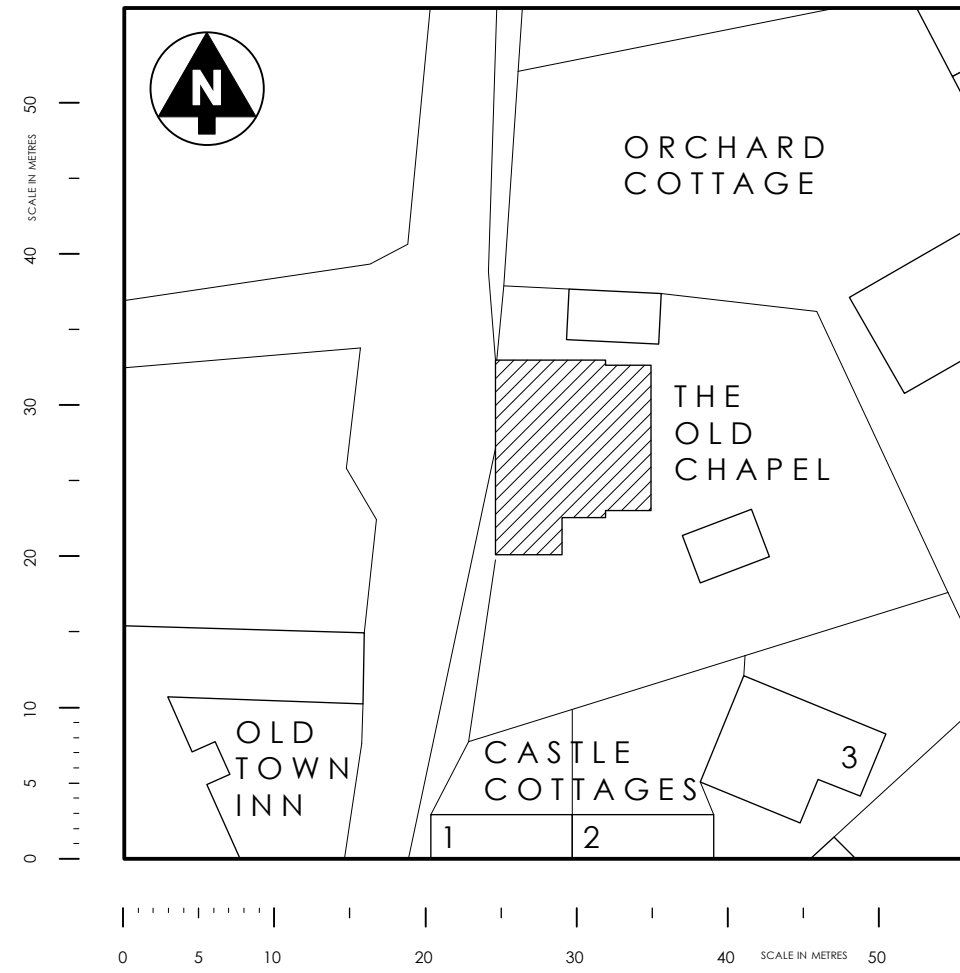 N
50
SCALE IN METRES
40
30
20
10
5
0
ORCHARD
COTTAGE
THE
OLD
CHAPEL
OLD
TOWN
INN
CASTLE
COTTAGES
1
2
3
0 5 10 20 30 40 SCALE IN METRES 50